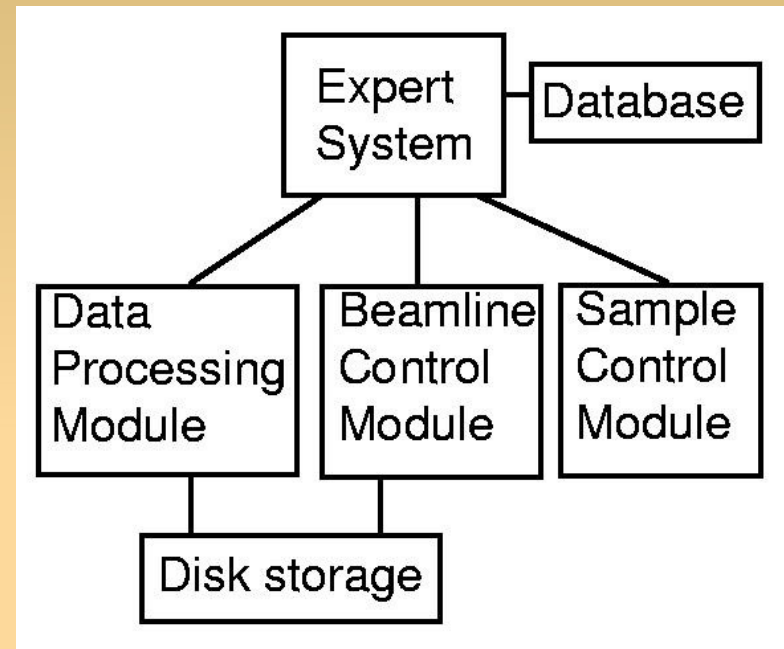 Expert
System
Database
Data
Processing
Module
Beamline
Control
Module
Sample
Control
Module
Disk storage